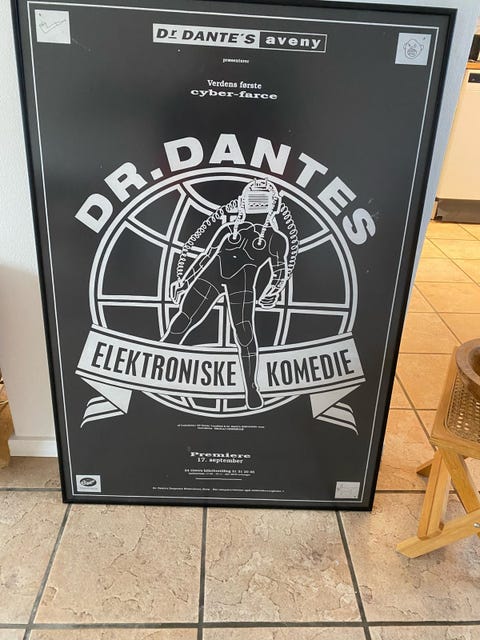 Dr DANTE'S aveny
præsenterer
Verdens første
cyber-farce
DR. DANTES
ELEKTRONISKE KOMEDIE
Premiere
17. september